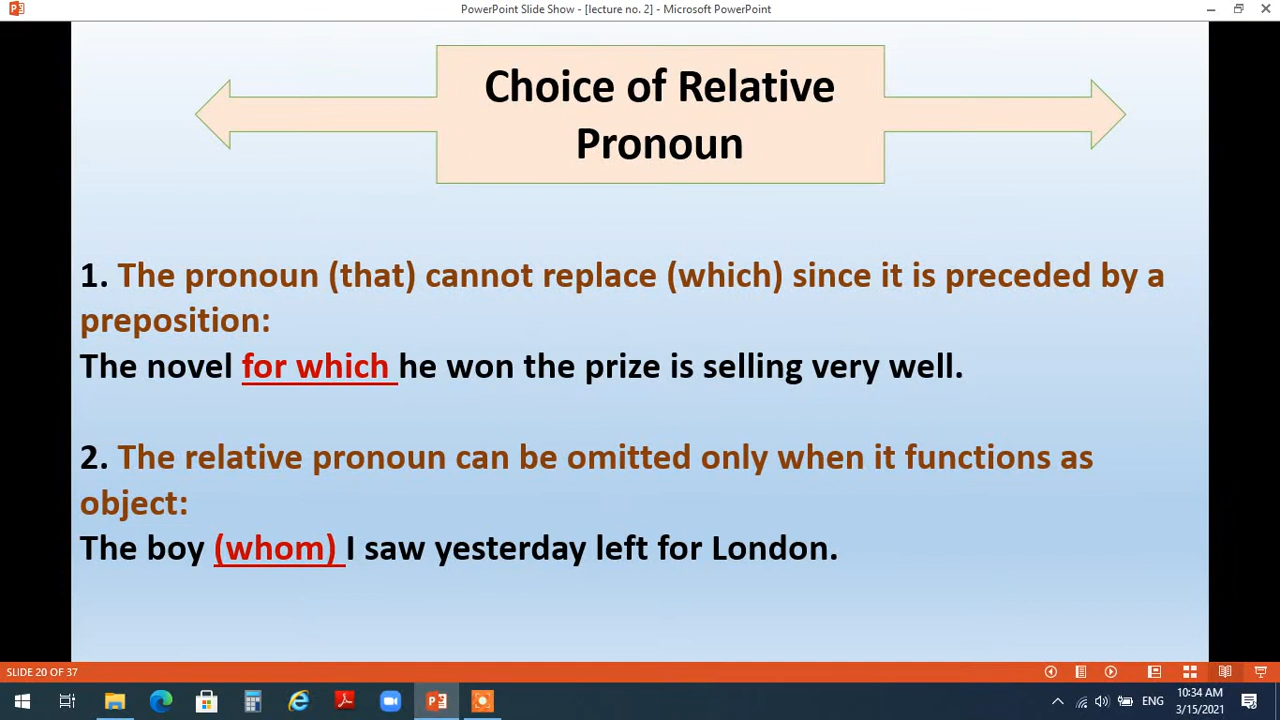 PowerPoint Slide Show - [lecture no. 2] - Microsoft PowerPoint
Choice of Relative
Pronoun
1. The pronoun (that) cannot replace (which) since it is preceded by a
preposition:
The novel for which he won the prize is selling very well.
2. The relative pronoun can be omitted only when it functions as
object:
The boy (whom) I saw yesterday left for London.
SLIDE 20 OF 37
ENG
10:34 AM
3/15/2021